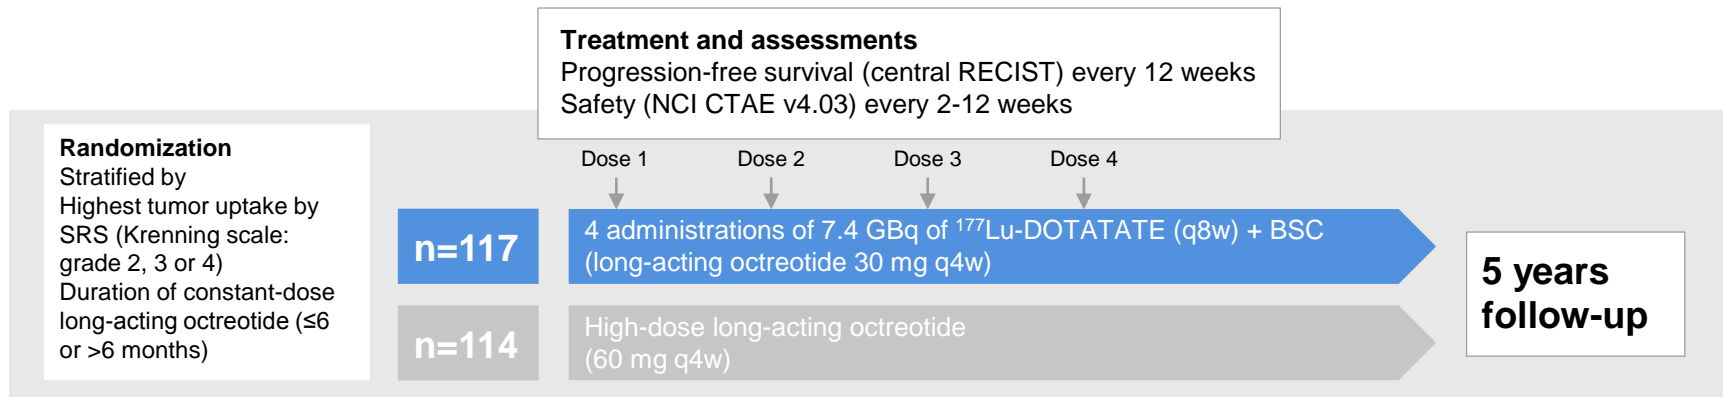 Treatment and assessments
Progression-free survival (central RECIST) every 12 weeks
Safety (NCI CTAE v4.03) every 2-12 weeks
Randomization
Stratified by
Highest tumor uptake by
SRS (Krenning scale:
grade 2, 3 or 4)
Duration of constant-dose
long-acting octreotide (≤6
or >6 months)
Dose 1
Dose 2
Dose 3
Dose 4
n=117
4 administrations of 7.4 GBq of ¹⁷⁷Lu-DOTATATE (q8w) + BSC
(long-acting octreotide 30 mg q4w)
n=114
High-dose long-acting octreotide
(60 mg q4w)
5 years
follow-up